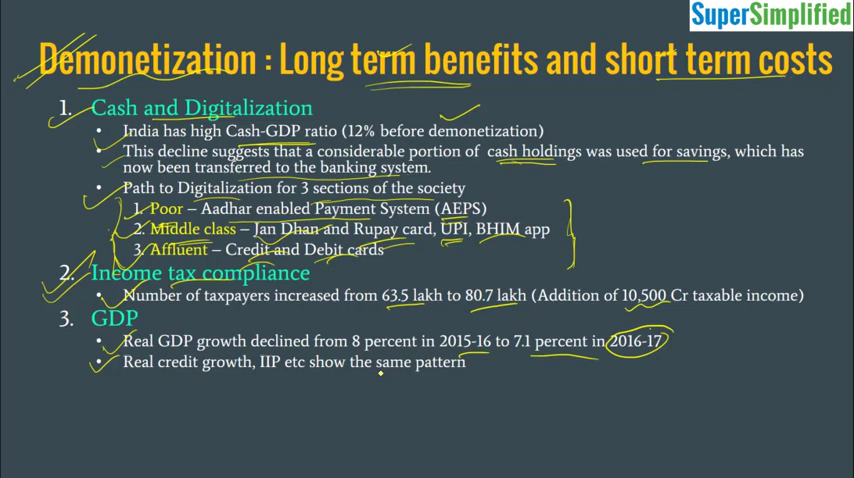 SuperSimplified
Demonetization : Long term benefits and short term costs
1. Cash and Digitalization
• India has high Cash-GDP ratio (12% before demonetization)
• This decline suggests that a considerable portion of cash holdings was used for savings, which has
now been transferred to the banking system.
• Path to Digitalization for 3 sections of the society
1. Poor – Aadhar enabled Payment System (AEPS)
2. Middle class – Jan Dhan and Rupay card, UPI, BHIM app
3. Affluent – Credit and Debit cards
2. Income tax compliance
• Number of taxpayers increased from 63.5 lakh to 80.7 lakh (Addition of 10,500 Cr taxable income)
3. GDP
• Real GDP growth declined from 8 percent in 2015-16 to 7.1 percent in 2016-17
• Real credit growth, IIP etc show the same pattern